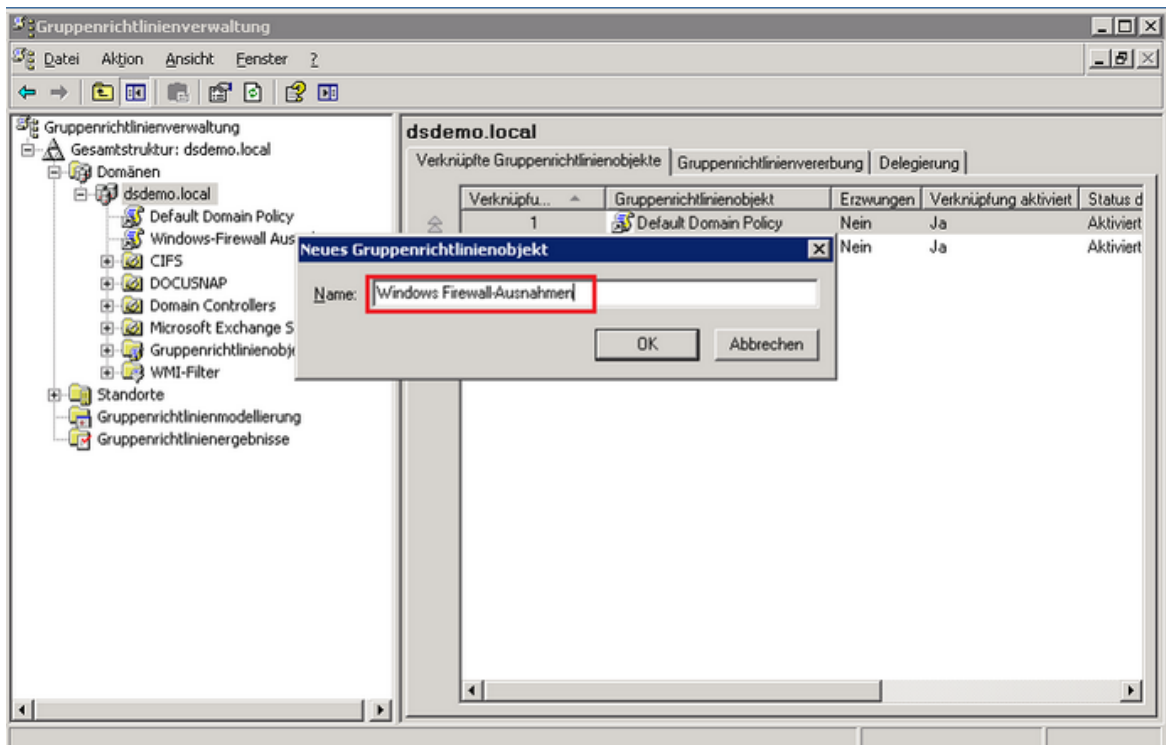 Gruppenrichtlinienverwaltung
Datei Aktion Ansicht Fenster ?
Gruppenrichtlinienverwaltung
Gesamtstruktur: dsdemo.local
Domänen
dsdemo.local
Default Domain Policy
Windows-Firewall Aus
CIFS
DOCUSNAP
Domain Controllers
Microsoft Exchange S
Gruppenrichtlinienobj
WMI-Filter
Standorte
Gruppenrichtlinienmodellierung
Gruppenrichtlinienergebnisse
dsdemo.local
Verknüpfte Gruppenrichtlinienobjekte Gruppenrichtlinienvererbung Delegierung
Verknüpfu... Gruppenrichtlinienobjekt Erzwungen Verknüpfung aktiviert Status d
1 Default Domain Policy Nein Ja Aktiviert
Nein Ja Aktiviert
Neues Gruppenrichtlinienobjekt
Name: Windows Firewall-Ausnahmen
OK Abbrechen